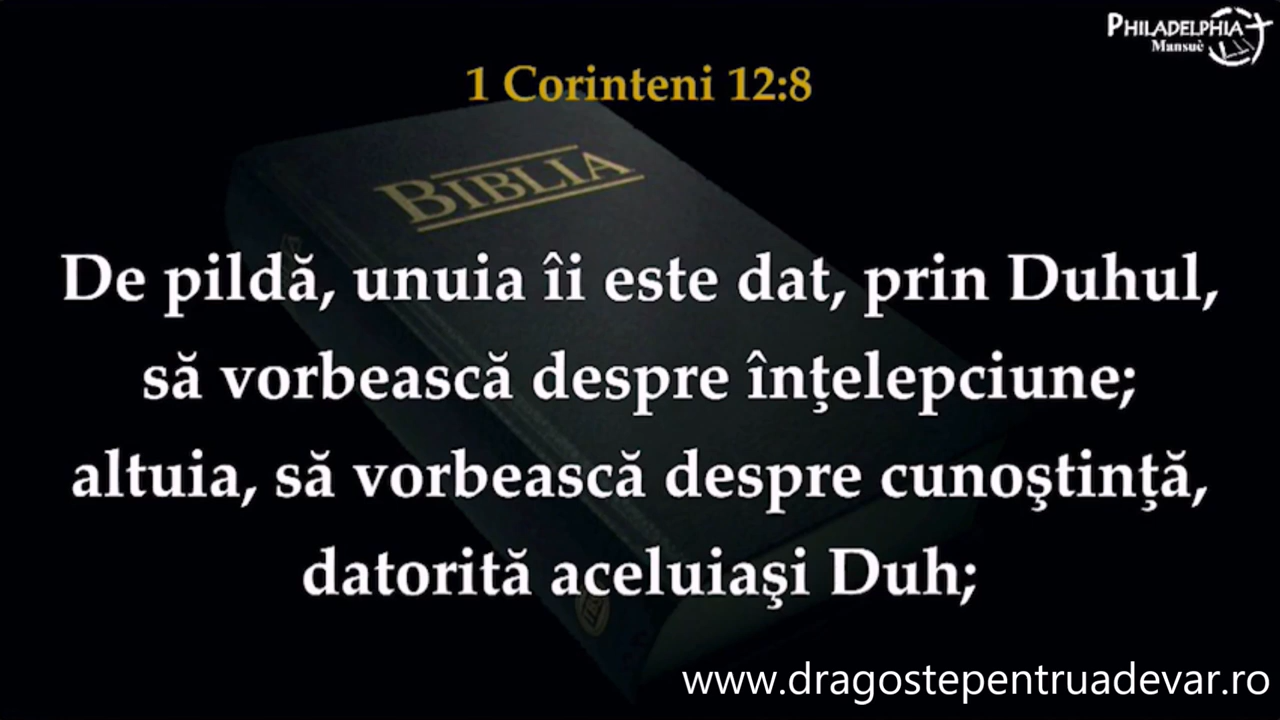 PHILADELPHIA
Mansuè
1 Corinteni 12:8
BIBLIA
De pildă, unuia îi este dat, prin Duhul,
să vorbească despre înţelepciune;
altuia, să vorbească despre cunoştinţă,
datorită aceluiaşi Duh;
www.dragostepentruadevar.ro